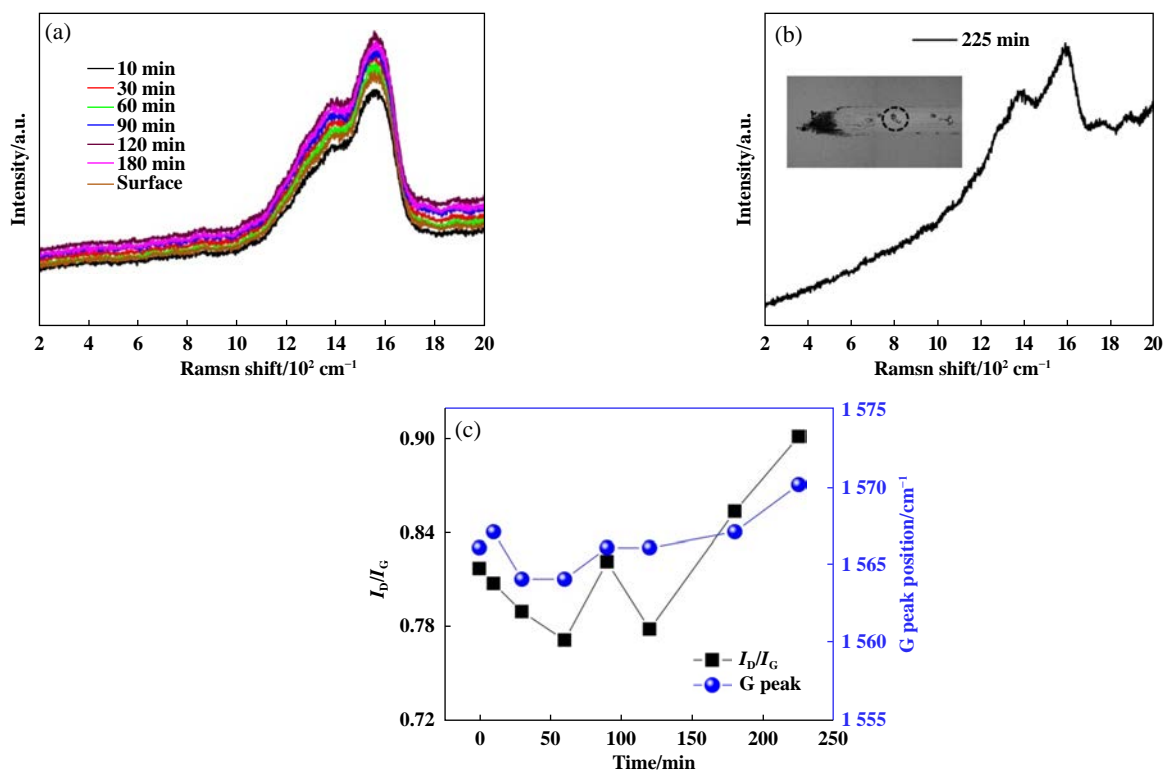 (a)
10 min
30 min
60 min
90 min
120 min
180 min
Surface
Intensity/a.u.
2 4 6 8 10 12 14 16 18 20
Ramsn shift/10² cm⁻¹
(b)
225 min
Intensity/a.u.
2 4 6 8 10 12 14 16 18 20
Ramsn shift/10² cm⁻¹
(c)
0.90
0.84
0.78
0.72
I_D/I_G
1 575
1 570
1 565
1 560
1 555
G peak position/cm⁻¹
I_D/I_G
G peak
0 50 100 150 200 250
Time/min